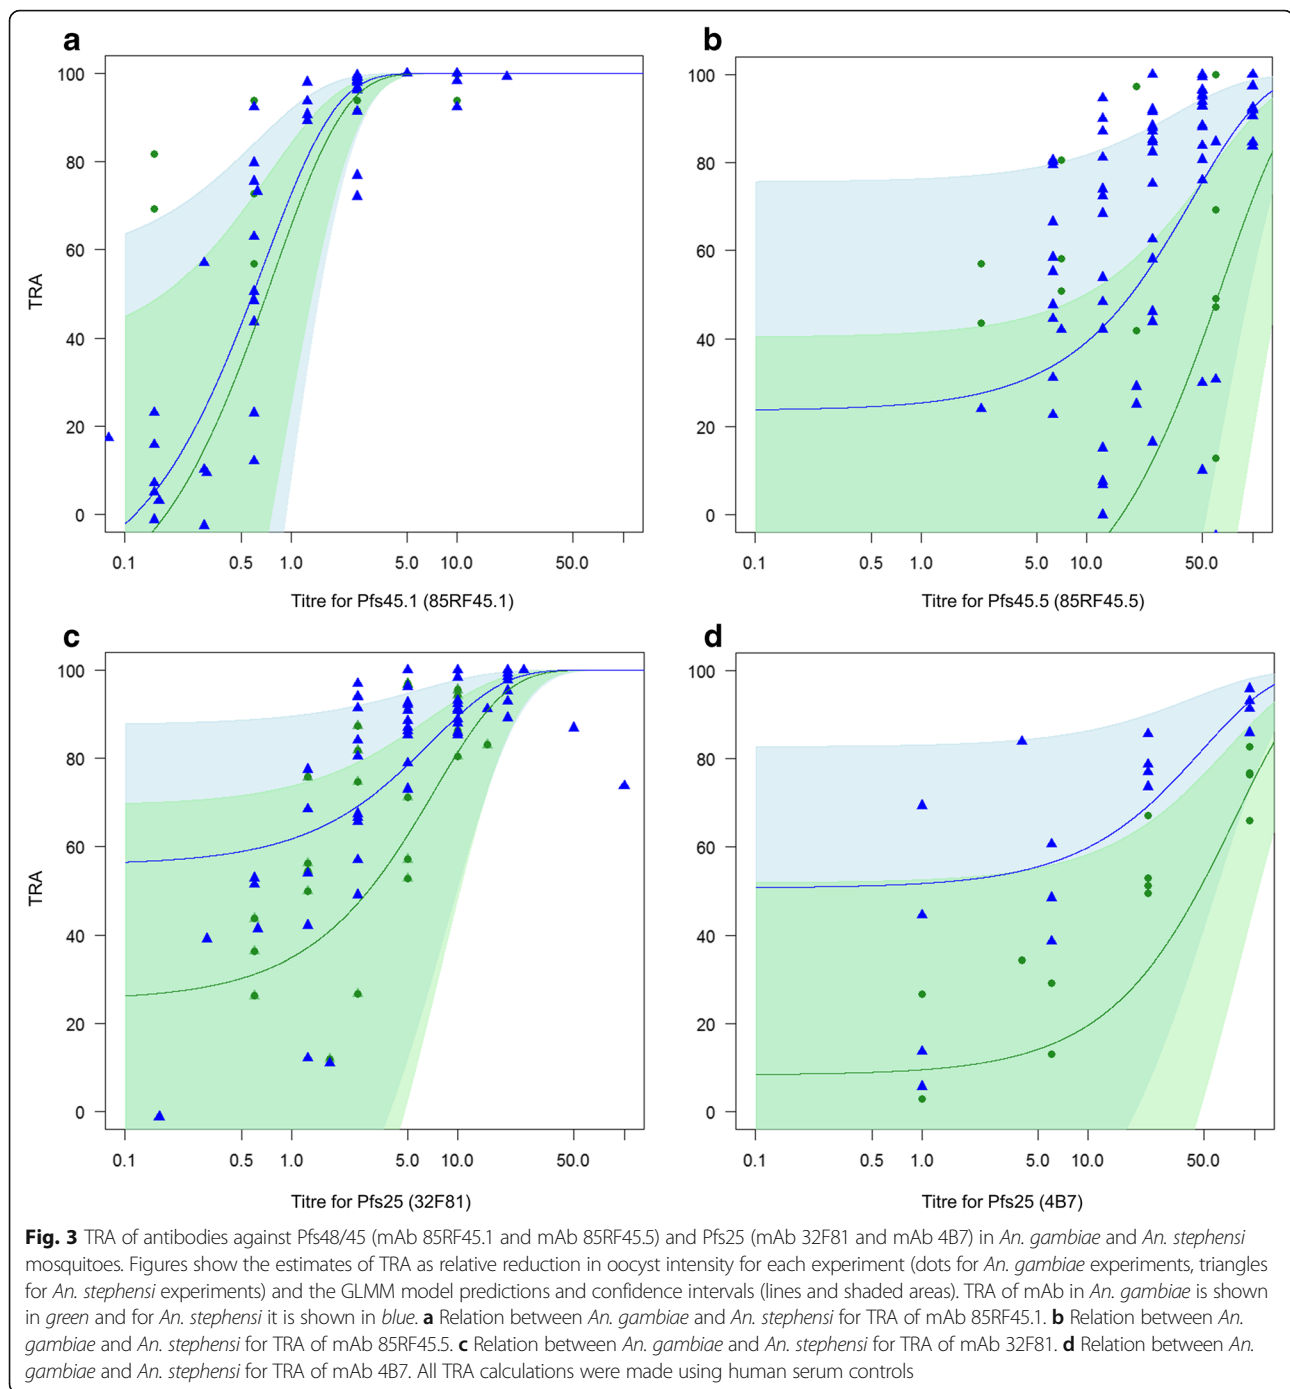 a
b
100
80
60
40
20
0
TRA
0.1 0.5 1.0 5.0 10.0 50.0
Titre for Pfs45.1 (85RF45.1)
100
80
60
40
20
0
0.1 0.5 1.0 5.0 10.0 50.0
Titre for Pfs45.5 (85RF45.5)
c
d
100
80
60
40
20
0
TRA
0.1 0.5 1.0 5.0 10.0 50.0
Titre for Pfs25 (32F81)
100
80
60
40
20
0
0.1 0.5 1.0 5.0 10.0 50.0
Titre for Pfs25 (4B7)
Fig. 3 TRA of antibodies against Pfs48/45 (mAb 85RF45.1 and mAb 85RF45.5) and Pfs25 (mAb 32F81 and mAb 4B7) in An. gambiae and An. stephensi
mosquitoes. Figures show the estimates of TRA as relative reduction in oocyst intensity for each experiment (dots for An. gambiae experiments, triangles
for An. stephensi experiments) and the GLMM model predictions and confidence intervals (lines and shaded areas). TRA of mAb in An. gambiae is shown
in green and for An. stephensi it is shown in blue. a Relation between An. gambiae and An. stephensi for TRA of mAb 85RF45.1. b Relation between An.
gambiae and An. stephensi for TRA of mAb 85RF45.5. c Relation between An. gambiae and An. stephensi for TRA of mAb 32F81. d Relation between An.
gambiae and An. stephensi for TRA of mAb 4B7. All TRA calculations were made using human serum controls